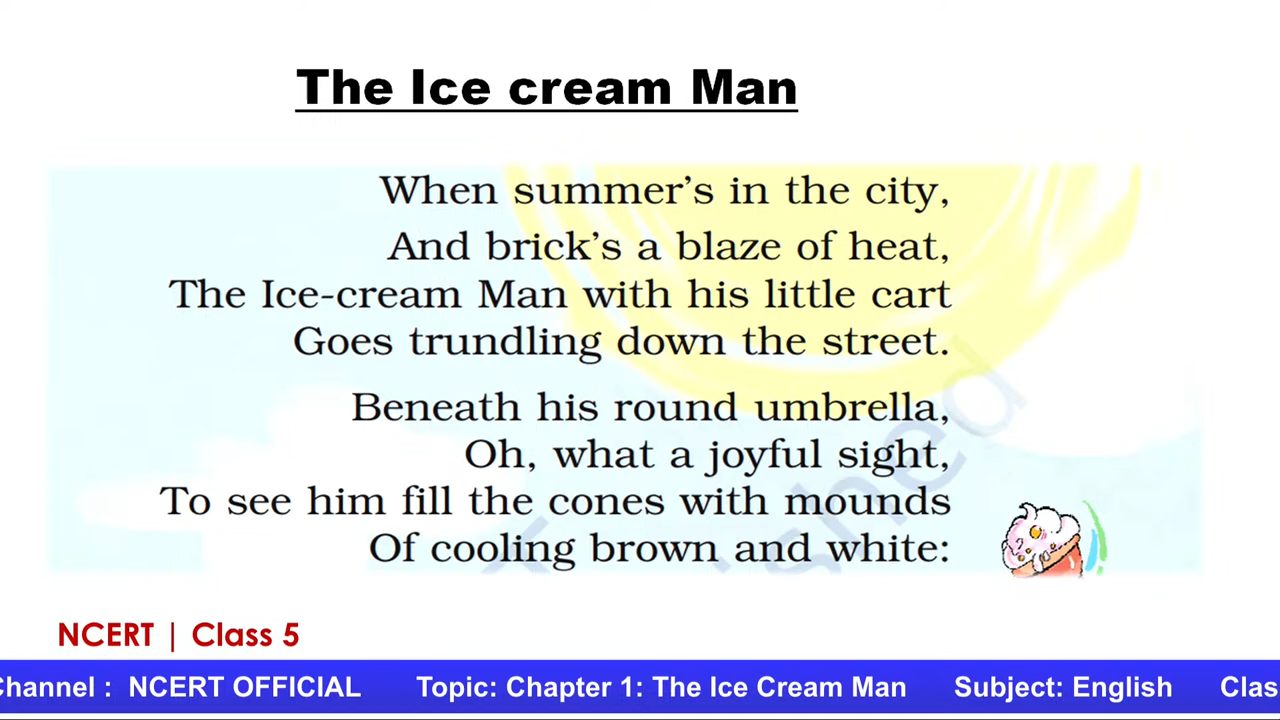 The Ice cream Man
When summer's in the city,
And brick's a blaze of heat,
The Ice-cream Man with his little cart
Goes trundling down the street.
Beneath his round umbrella,
Oh, what a joyful sight,
To see him fill the cones with mounds
Of cooling brown and white:
NCERT | Class 5
Channel : NCERT OFFICIAL Topic: Chapter 1: The Ice Cream Man Subject: English